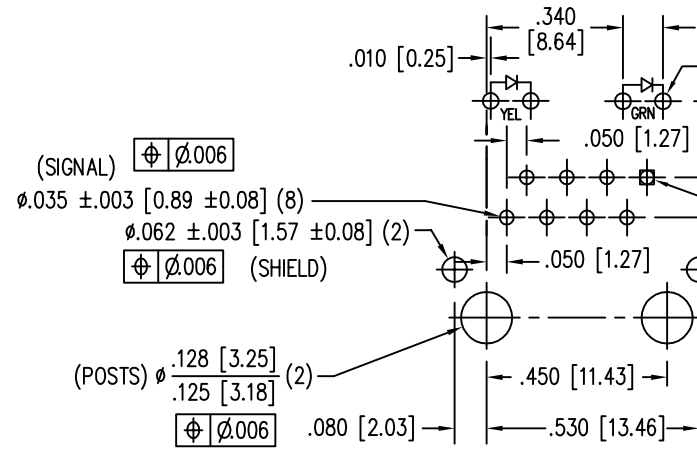 .340
[8.64]
.010 [0.25]
YEL
GRN
.050 [1.27]
(SIGNAL) ⌖ Ø.006
Ø.035 ±.003 [0.89 ±0.08] (8)
Ø.062 ±.003 [1.57 ±0.08] (2)
⌖ Ø.006 (SHIELD)
.050 [1.27]
(POSTS) Ø .128 [3.25] (2)
.125 [3.18]
⌖ Ø.006
.450 [11.43]
.080 [2.03]
.530 [13.46]